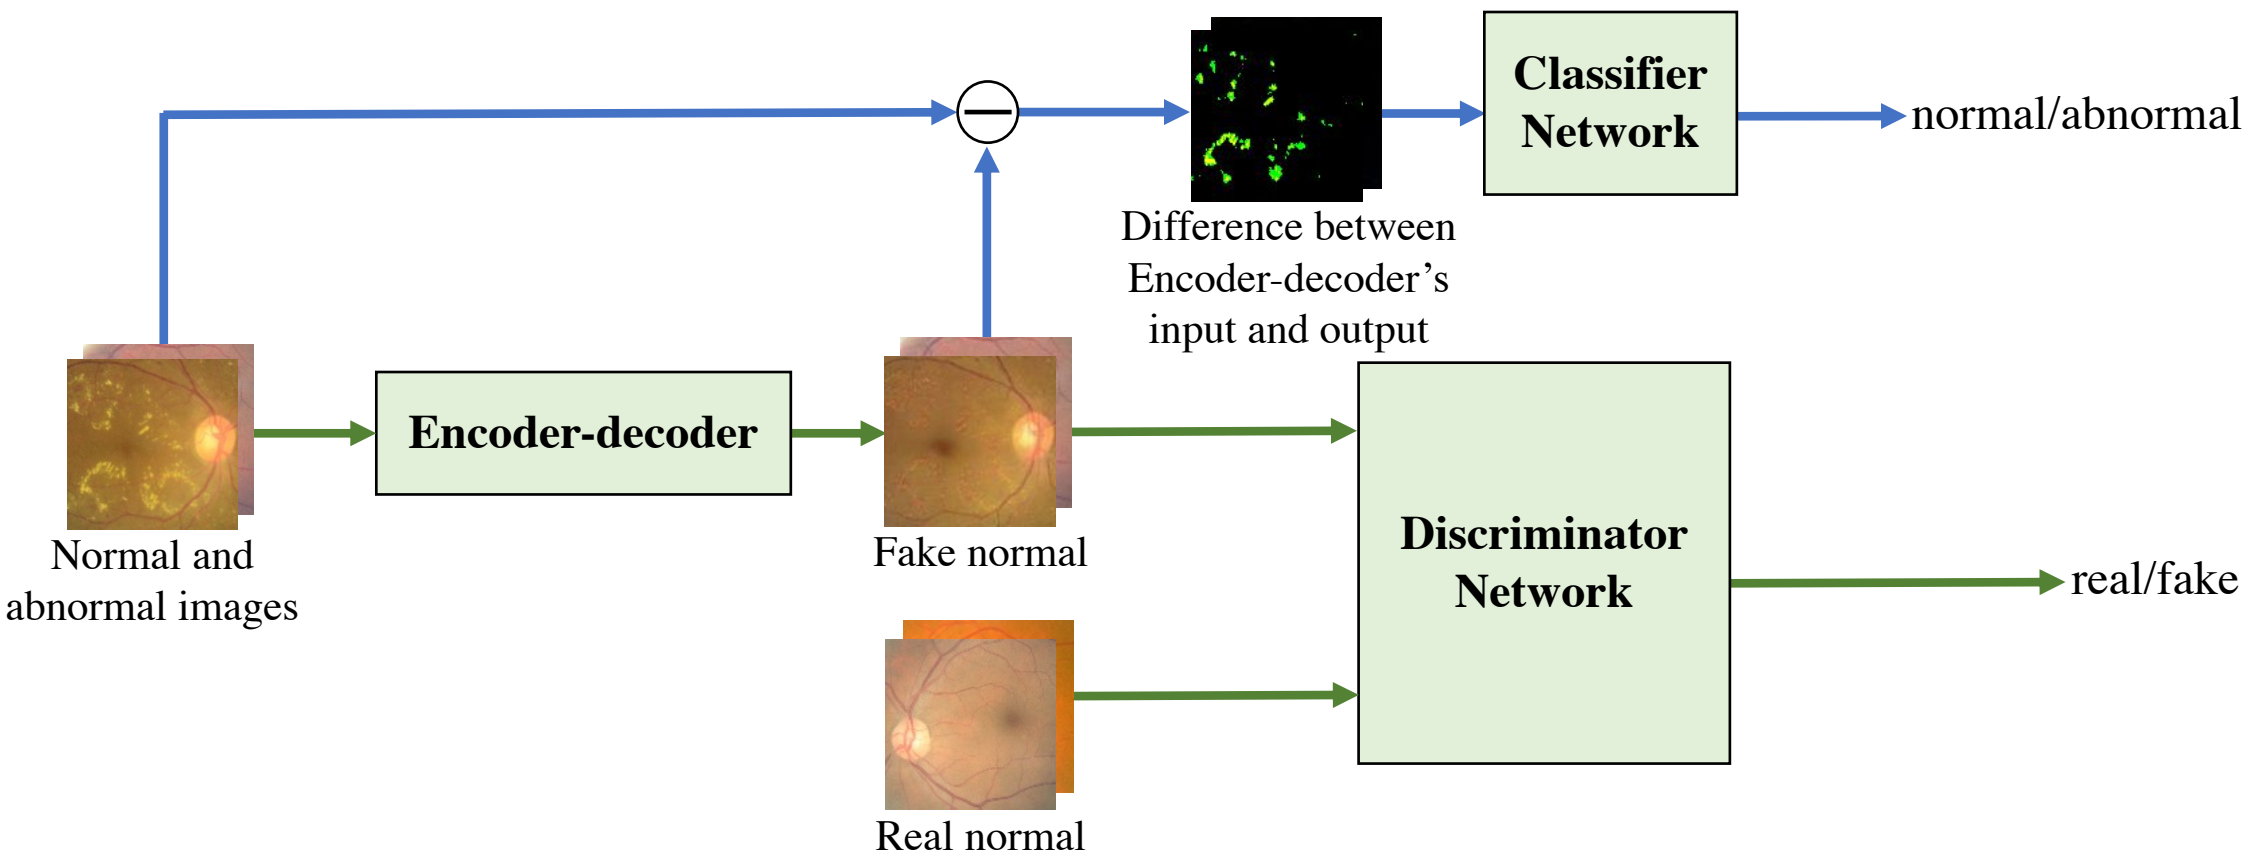 Classifier
Network
normal/abnormal
Difference between
Encoder-decoder’s
input and output
Encoder-decoder
Normal and
abnormal images
Fake normal
Discriminator
Network
real/fake
Real normal